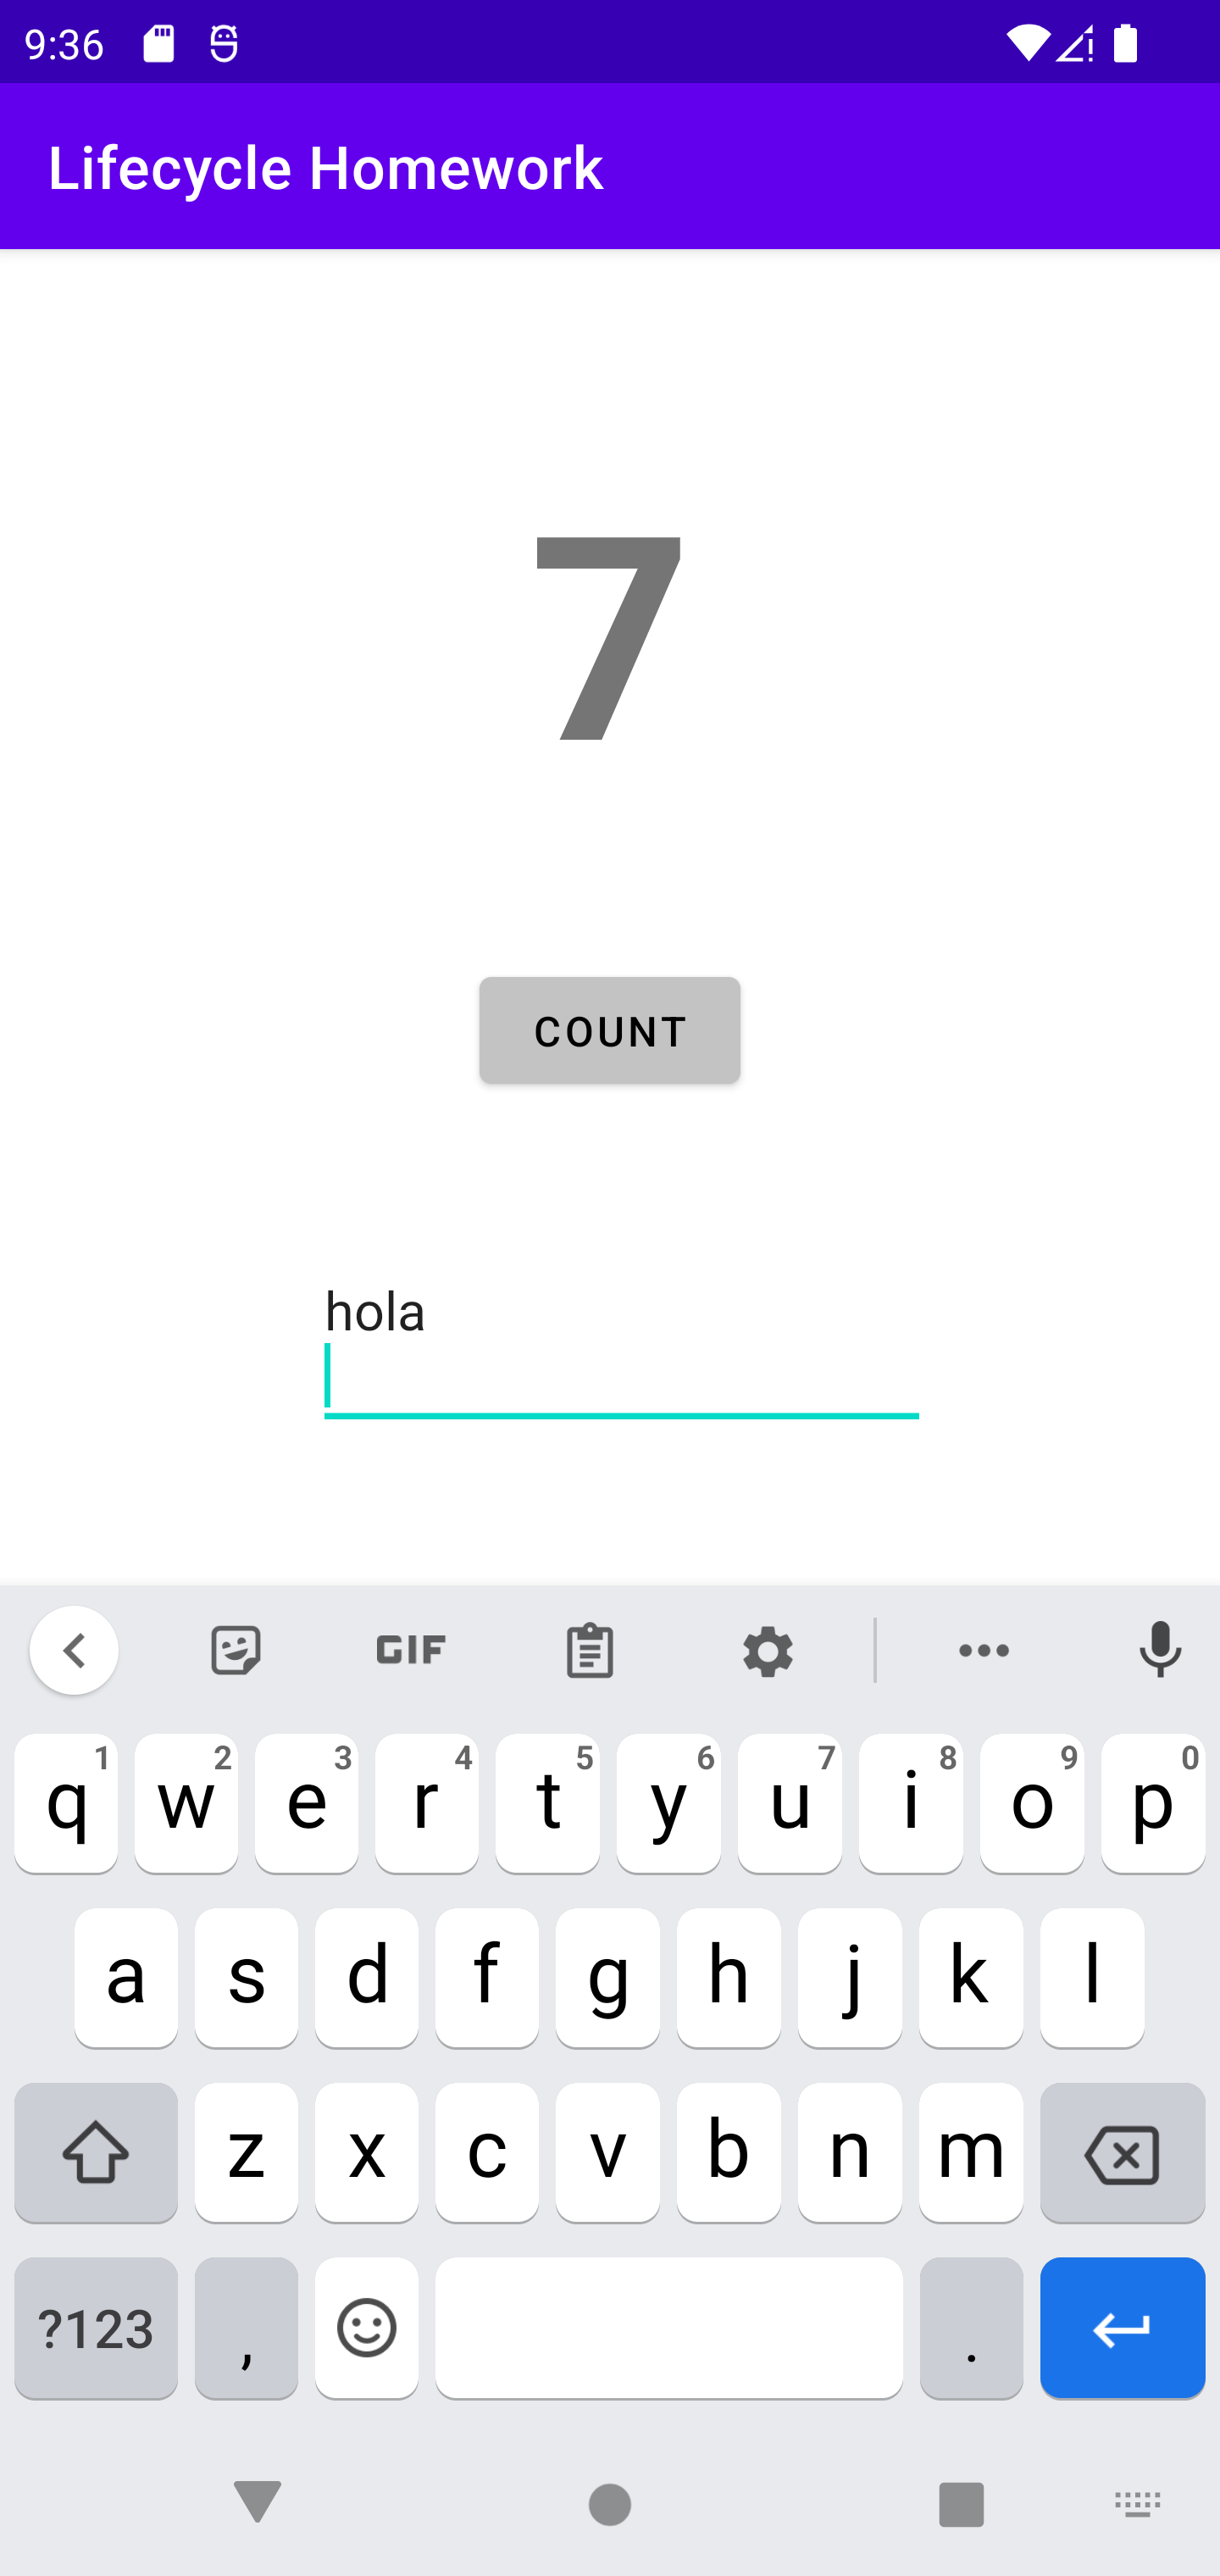 9:36
Lifecycle Homework
7
COUNT
hola
GIF
1 2 3 4 5 6 7 8 9 0
q w e r t y u i o p
a s d f g h j k l
z x c v b n m
?123 , .